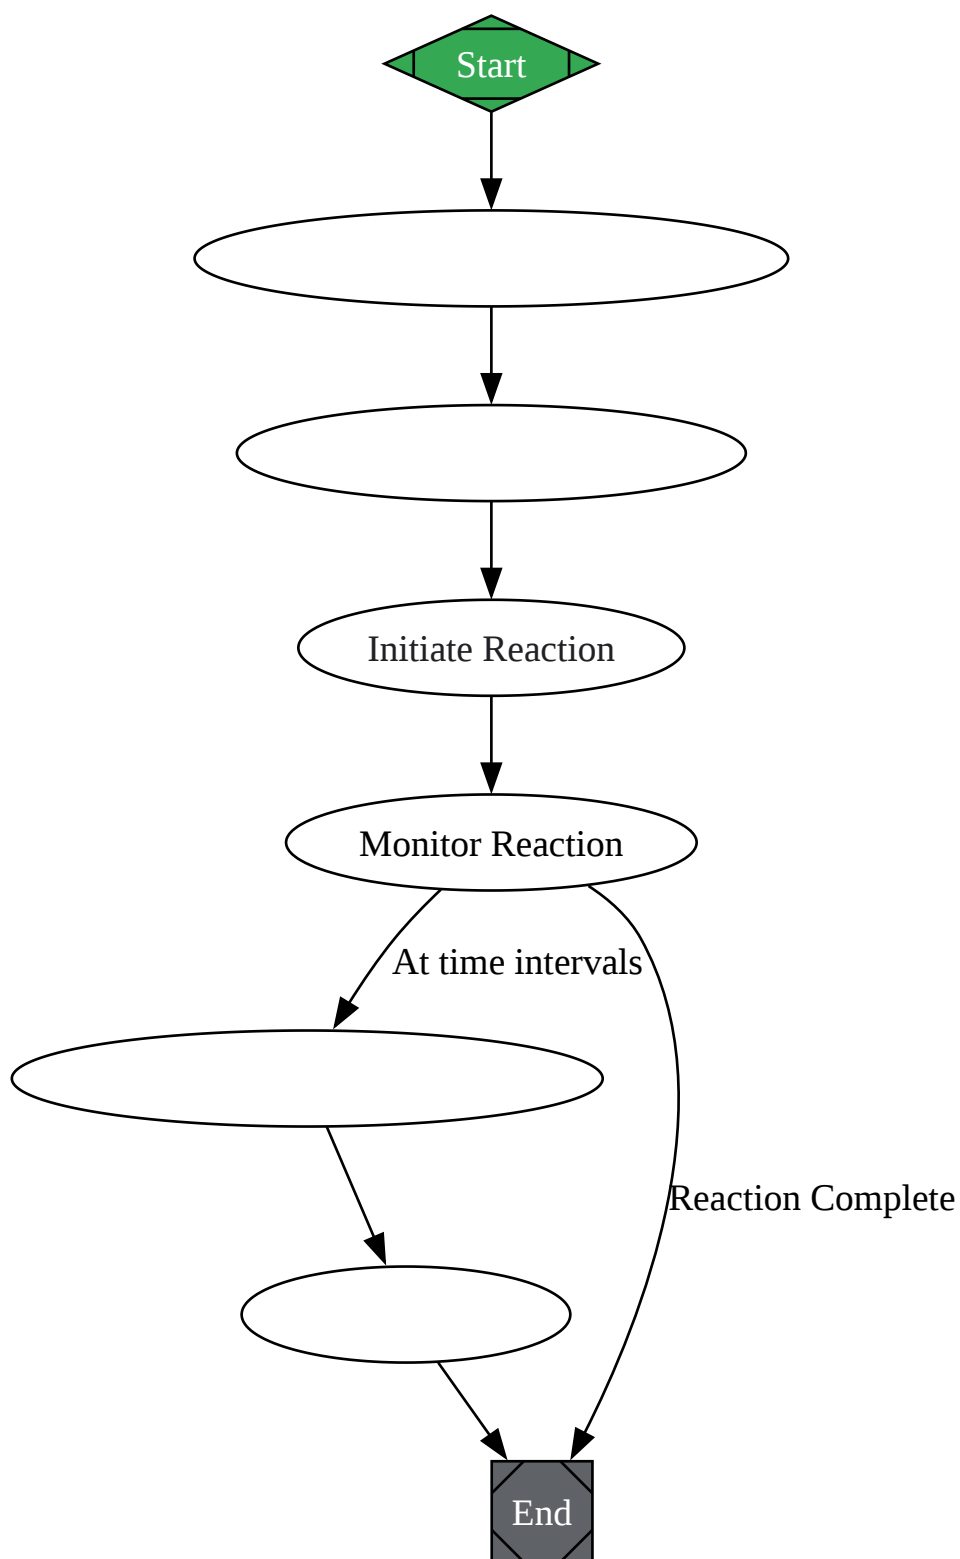 Start
Initiate Reaction
Monitor Reaction
At time intervals
Reaction Complete
End